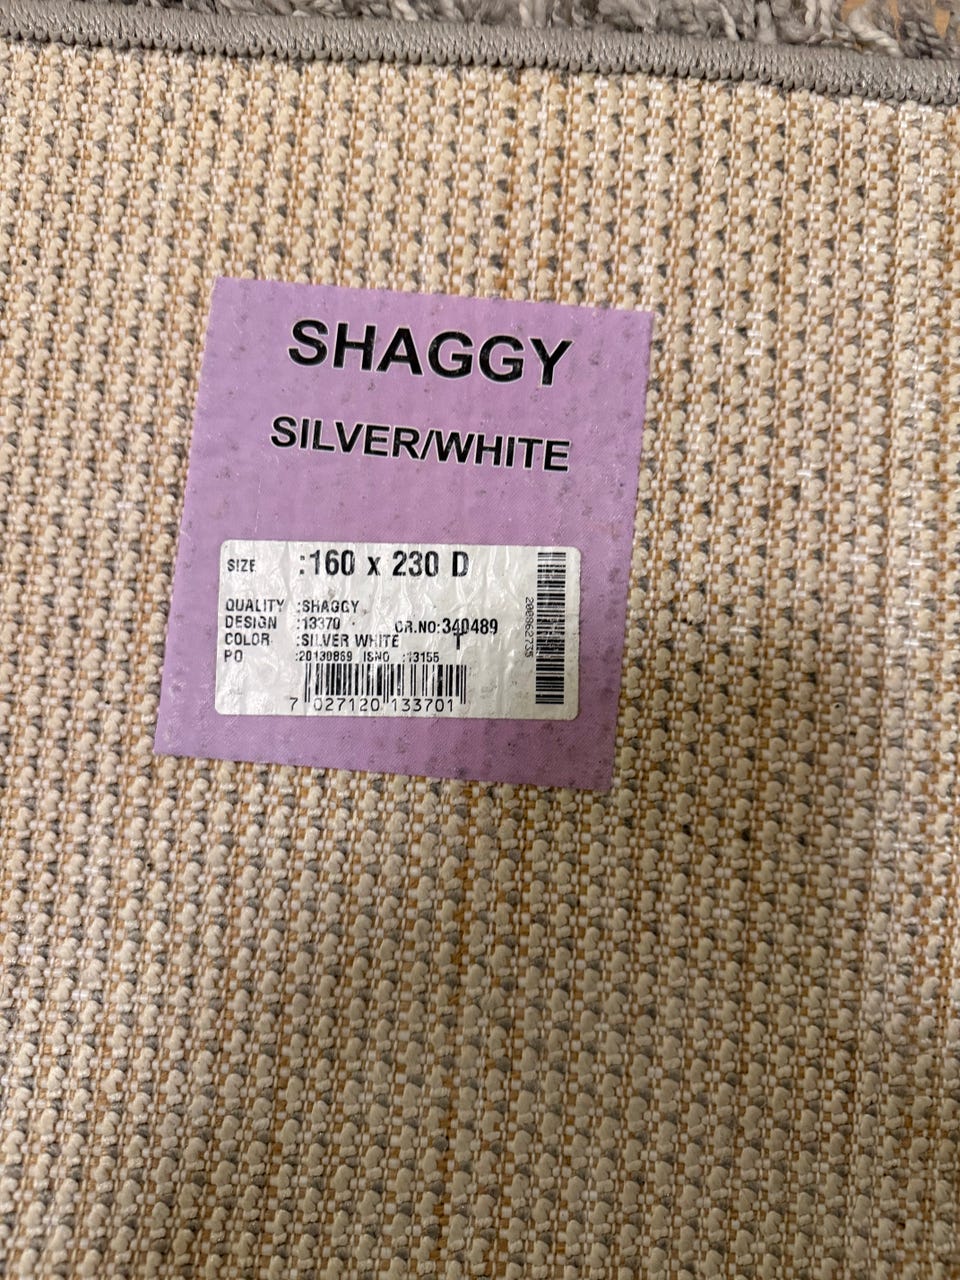 SHAGGY
SILVER/WHITE
SIZE :160 x 230 D
QUALITY :SHAGGY
DESIGN :13370 CR.NO:340489
COLOR :SILVER WHITE T
PO :20130869 ISNO :13155
7 027120 133701
200862735